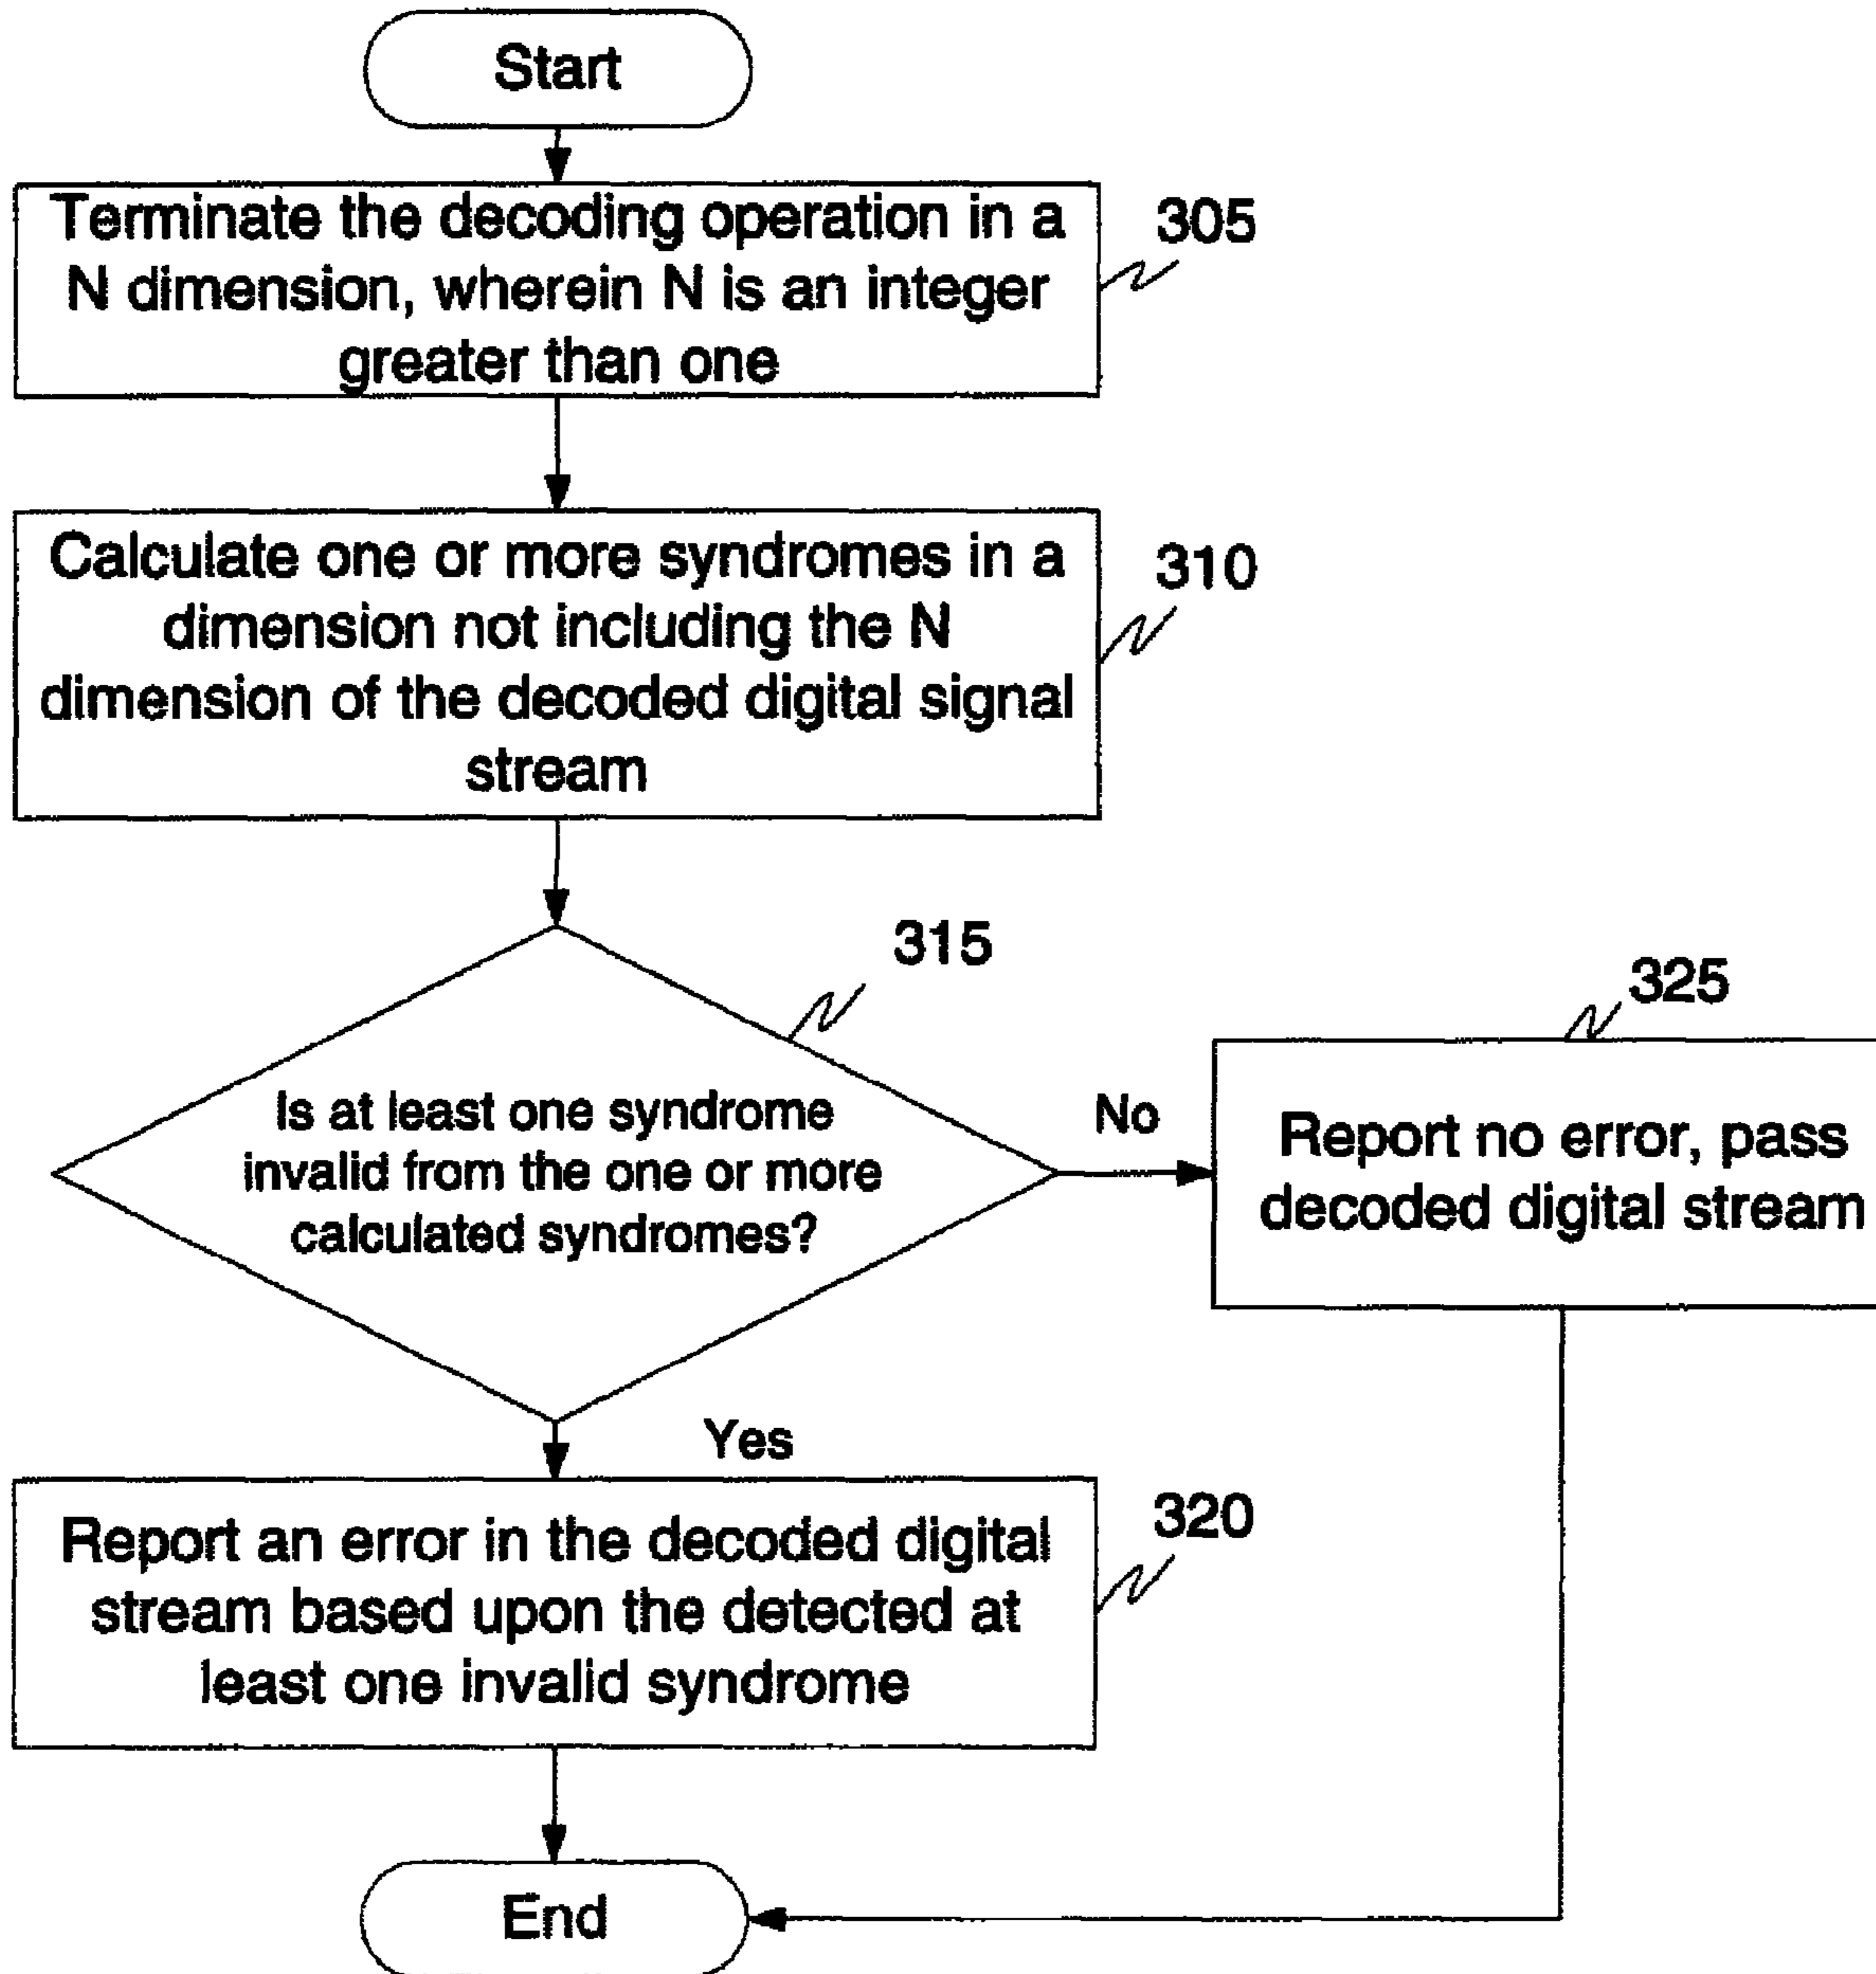 Start
Terminate the decoding operation in a
N dimension, wherein N is an integer
greater than one
305
Calculate one or more syndromes in a
dimension not including the N
dimension of the decoded digital signal
stream
310
315
Is at least one syndrome
invalid from the one or more
calculated syndromes?
No
325
Report no error, pass
decoded digital stream
Yes
Report an error in the decoded digital
stream based upon the detected at
least one invalid syndrome
320
End